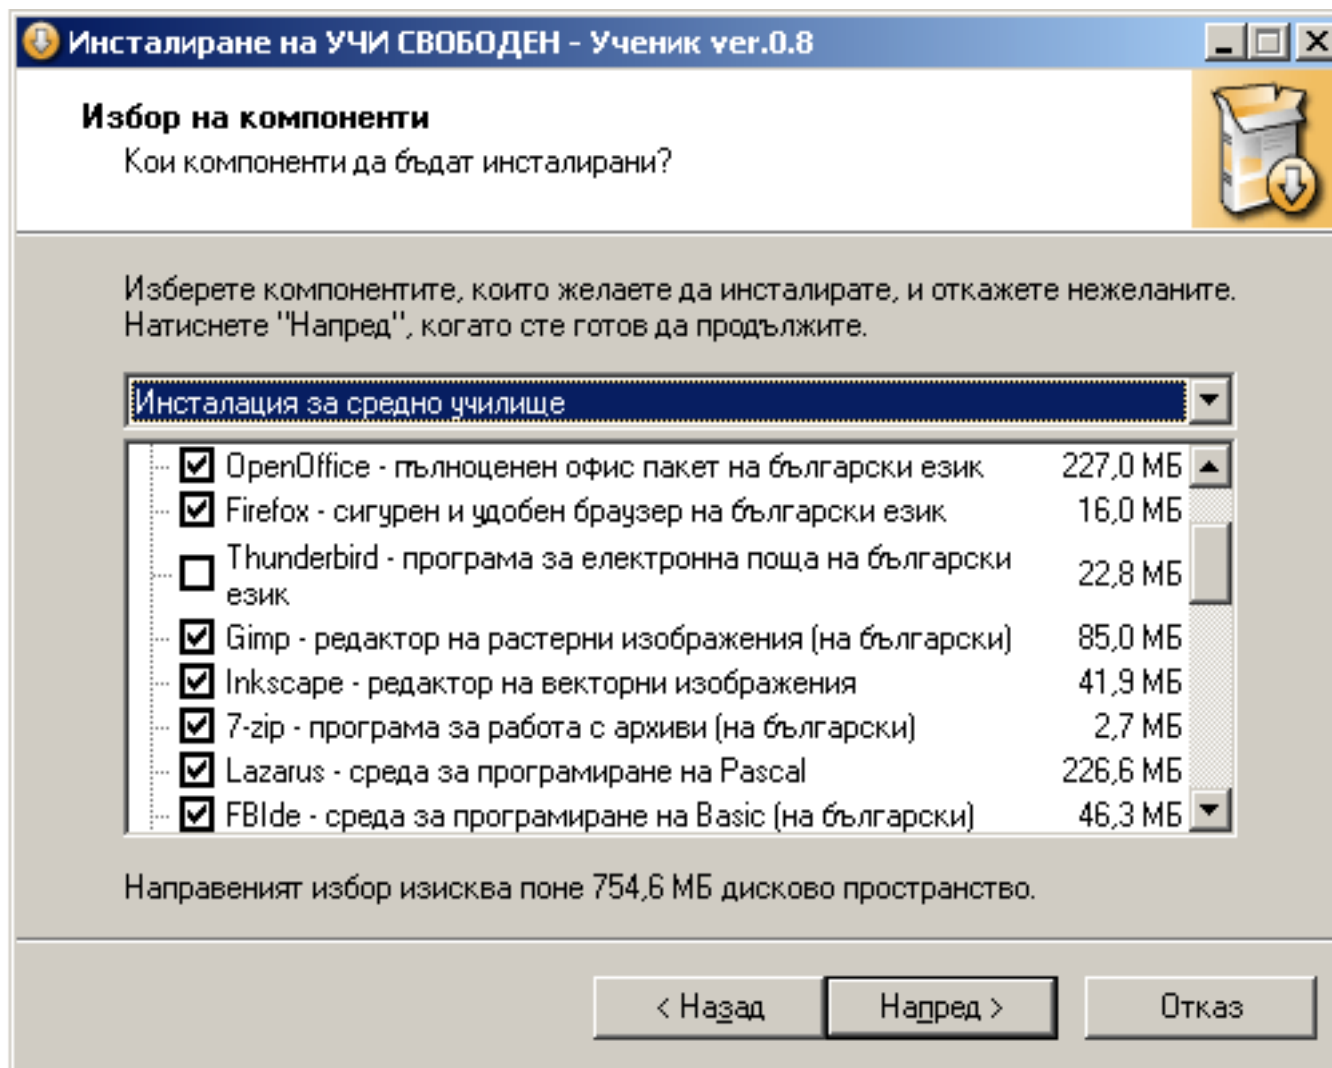 Инсталиране на УЧИ СВОБОДЕН - Ученик ver.0.8
Избор на компоненти
Кои компоненти да бъдат инсталирани?
Изберете компонентите, които желаете да инсталирате, и откажете нежеланите.
Натиснете "Напред", когато сте готов да продължите.
Инсталация за средно училище
OpenOffice - пълноценен офис пакет на български език 227,0 МБ
Firefox - сигурен и удобен браузер на български език 16,0 МБ
Thunderbird - програма за електронна поща на български
език 22,8 МБ
Gimp - редактор на растерни изображения (на български) 85,0 МБ
Inkscape - редактор на векторни изображения 41,9 МБ
7-zip - програма за работа с архиви (на български) 2,7 МБ
Lazarus - среда за програмиране на Pascal 226,6 МБ
FBIde - среда за програмиране на Basic (на български) 46,3 МБ
Направеният избор изисква поне 754,6 МБ дисково пространство.
< Назад Напред > Отказ